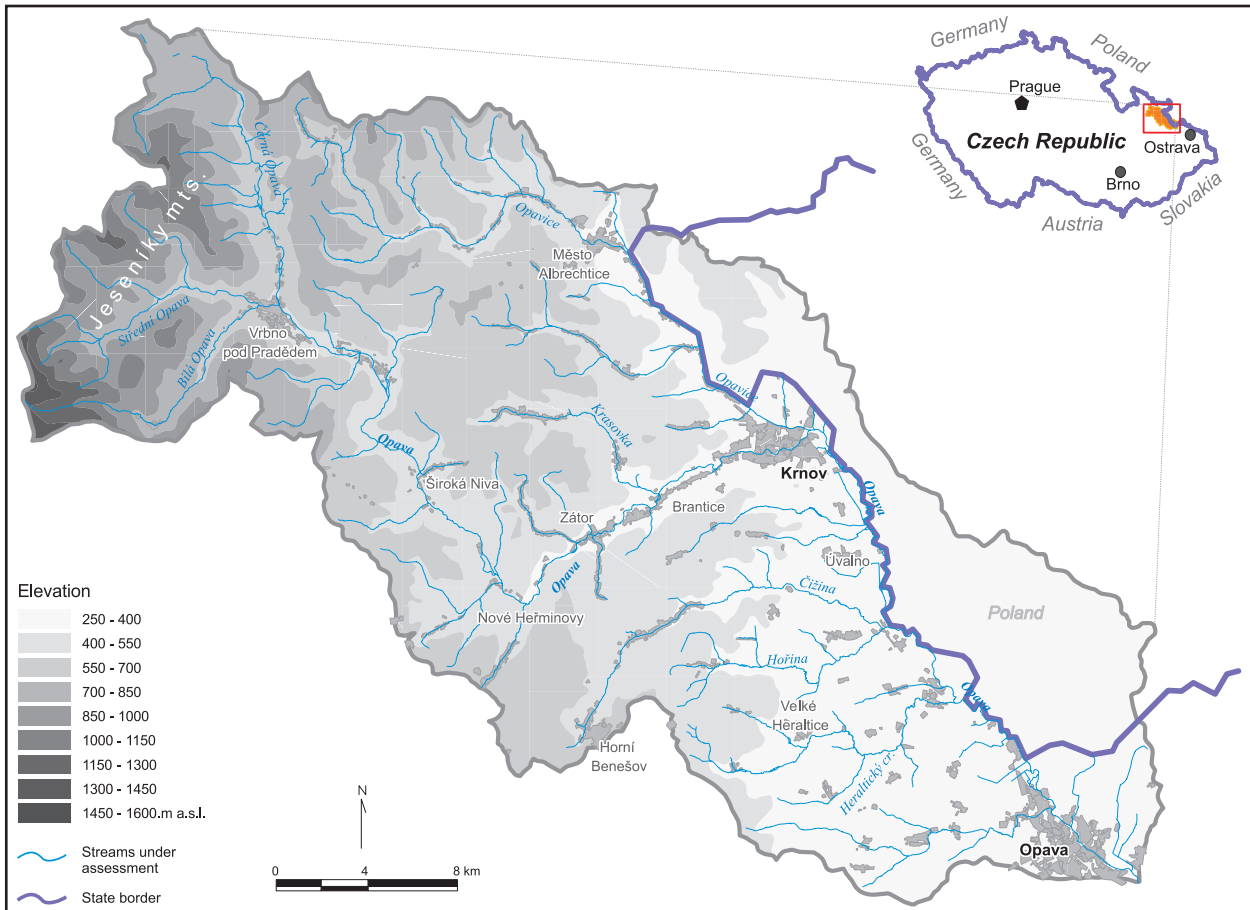 Germany
Poland
Prague
Czech Republic
Ostrava
Brno
Germany
Austria
Slovakia
Černá Opava
Jeseníky mts.
Opavice
Město
Albrechtice
Střední Opava
Bílá Opava
Vrbno
pod Pradědem
Opavice
Krasovka
Opava
Široká Niva
Krnov
Opava
Zátor
Brantice
Opava
Úvalno
Čižina
Nové Heřminovy
Poland
Hořina
Opava
Velké
Heraltice
Horní
Benešov
Heraltický cr.
Opava
Elevation
250 - 400
400 - 550
550 - 700
700 - 850
850 - 1000
1000 - 1150
1150 - 1300
1300 - 1450
1450 - 1600.m a.s.l.
Streams under
assessment
State border
N
0 4 8 km